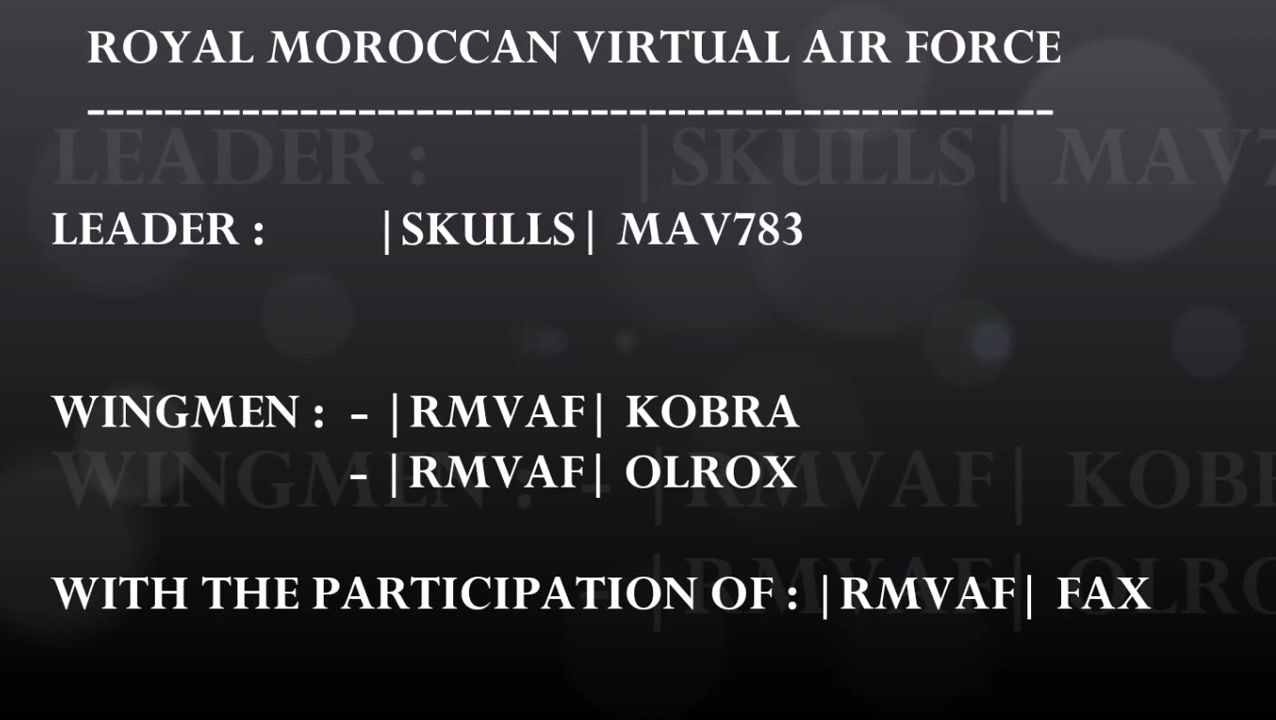 ROYAL MOROCCAN VIRTUAL AIR FORCE
--------------------------------------------------
LEADER : |SKULLS| MAV783
WINGMEN : - |RMVAF| KOBRA
- |RMVAF| OLROX
WITH THE PARTICIPATION OF : |RMVAF| FAX